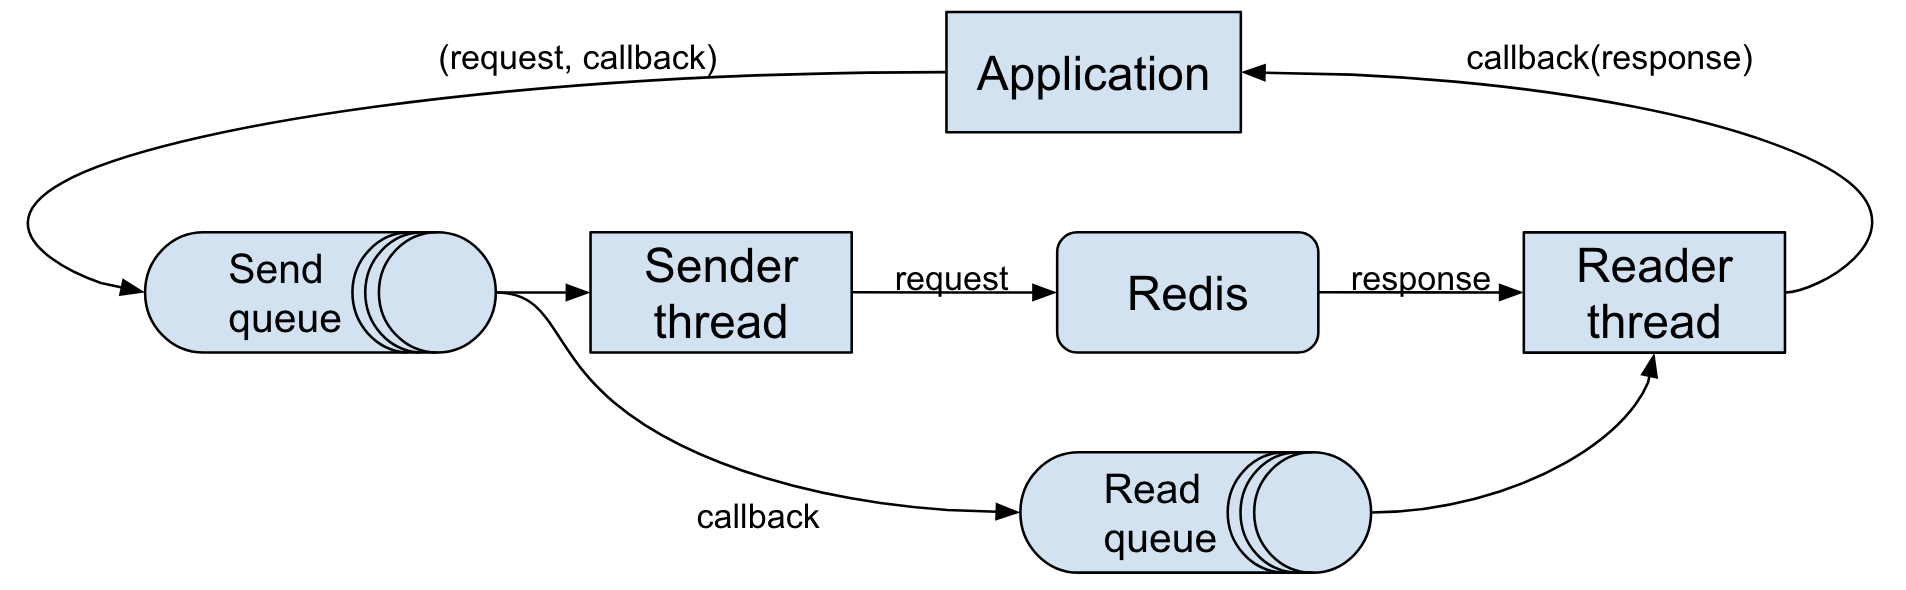 (request, callback)
Application
callback(response)
Send
queue
Sender
thread
request
Redis
response
Reader
thread
callback
Read
queue